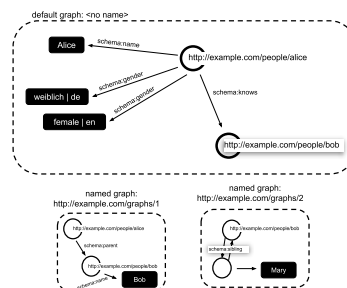 default graph: <no name>
Alice
schema:name
http://example.com/people/alice
schema:gender
weiblich | de
schema:gender
female | en
schema:knows
http://example.com/people/bob
named graph:
http://example.com/graphs/1
http://example.com/people/alice
schema:parent
http://example.com/people/bob
schema:name
Bob
named graph:
http://example.com/graphs/2
http://example.com/people/bob
schema:sibling
Mary